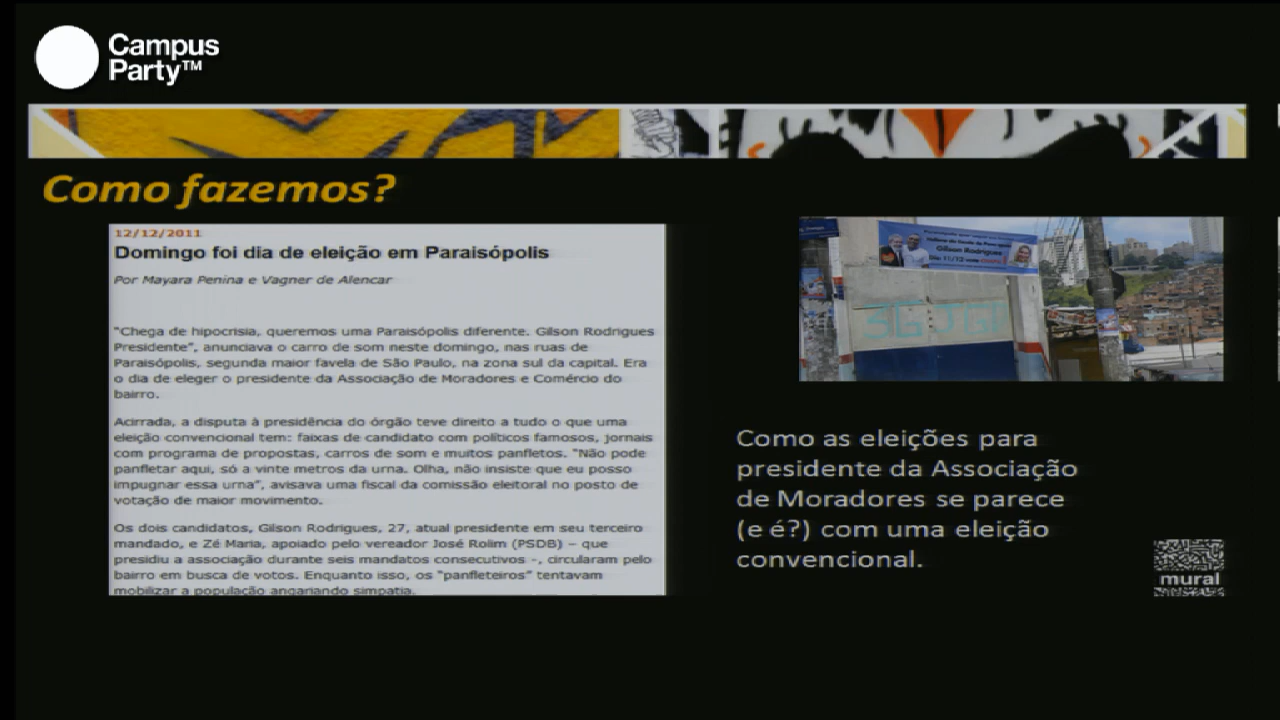 Campus
Party™
Como fazemos?
12/12/2011
Domingo foi dia de eleição em Paraisópolis
Por Mayara Penina e Vagner de Alencar
"Chega de hipocrisia, queremos uma Paraisópolis diferente. Gilson Rodrigues
Presidente", anunciava o carro de som neste domingo, nas ruas de
Paraisópolis, segunda maior favela de São Paulo, na zona sul da capital. Era
o dia de eleger o presidente da Associação de Moradores e Comércio do
bairro.
Acirrada, a disputa à presidência do órgão teve direito a tudo o que uma
eleição convencional tem: faixas de candidato com políticos famosos, jornais
com programa de propostas, carros de som e muitos panfletos. "Não pode
panfletar aqui, só a vinte metros da urna. Olha, não insiste que eu posso
impugnar essa urna", avisava uma fiscal da comissão eleitoral no posto de
votação de maior movimento.
Os dois candidatos, Gilson Rodrigues, 27, atual presidente em seu terceiro
mandado, e Zé Maria, apoiado pelo vereador José Rolim (PSDB) – que
presidiu a associação durante seis mandatos consecutivos -, circularam pelo
bairro em busca de votos. Enquanto isso, os "panfleteiros" tentavam
mobilizar a população angariando simpatia.
Gilson Rodrigues
Dia: 11/12
Como as eleições para
presidente da Associação
de Moradores se parece
(e é?) com uma eleição
convencional.
mural